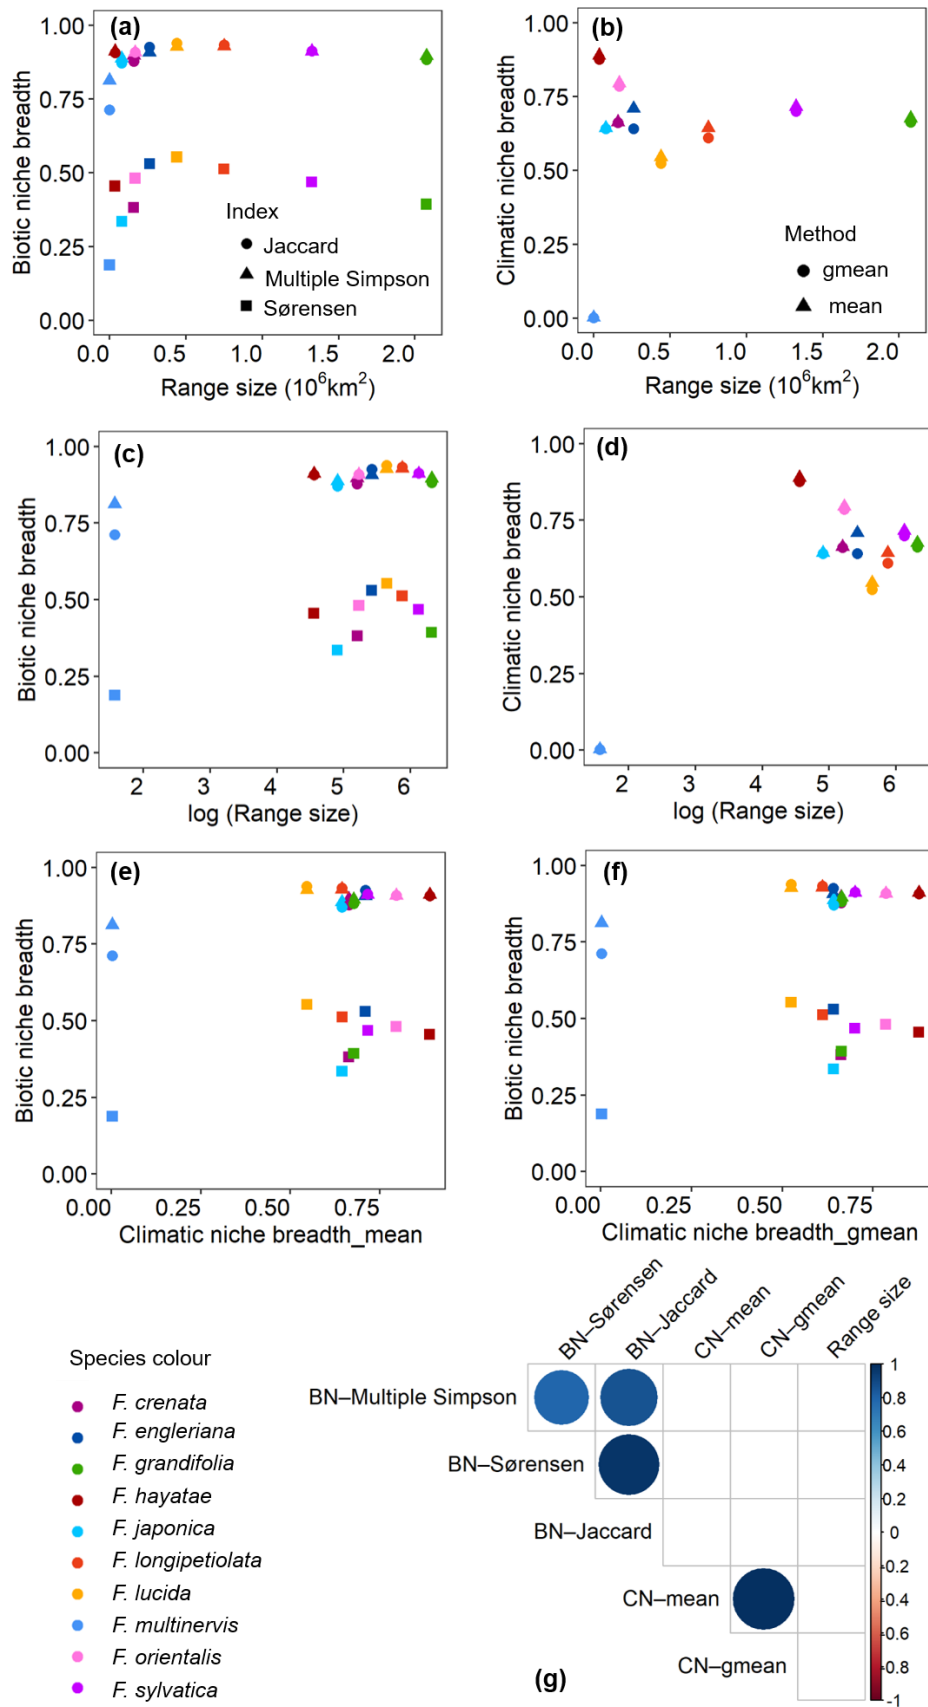 (a)
1.00
0.75
0.50
0.25
0.00
Biotic niche breadth
Index
Jaccard
Multiple Simpson
Sørensen
0.0 0.5 1.0 1.5 2.0
Range size (10⁶km²)
(b)
1.00
0.75
0.50
0.25
0.00
Climatic niche breadth
Method
gmean
mean
0.0 0.5 1.0 1.5 2.0
Range size (10⁶km²)
(c)
1.00
0.75
0.50
0.25
0.00
Biotic niche breadth
2 3 4 5 6
log (Range size)
(d)
1.00
0.75
0.50
0.25
0.00
Climatic niche breadth
2 3 4 5 6
log (Range size)
(e)
1.00
0.75
0.50
0.25
0.00
Biotic niche breadth
0.00 0.25 0.50 0.75
Climatic niche breadth_mean
(f)
1.00
0.75
0.50
0.25
0.00
Biotic niche breadth
0.00 0.25 0.50 0.75
Climatic niche breadth_gmean
Species colour
F. crenata
F. engleriana
F. grandifolia
F. hayatae
F. japonica
F. longipetiolata
F. lucida
F. multinervis
F. orientalis
F. sylvatica
BN–Sørensen
BN–Jaccard
CN–mean
CN–gmean
Range size
BN–Multiple Simpson
BN–Sørensen
BN–Jaccard
CN–mean
CN–gmean
(g)
1
0.8
0.6
0.4
0.2
0
-0.2
-0.4
-0.6
-0.8
-1